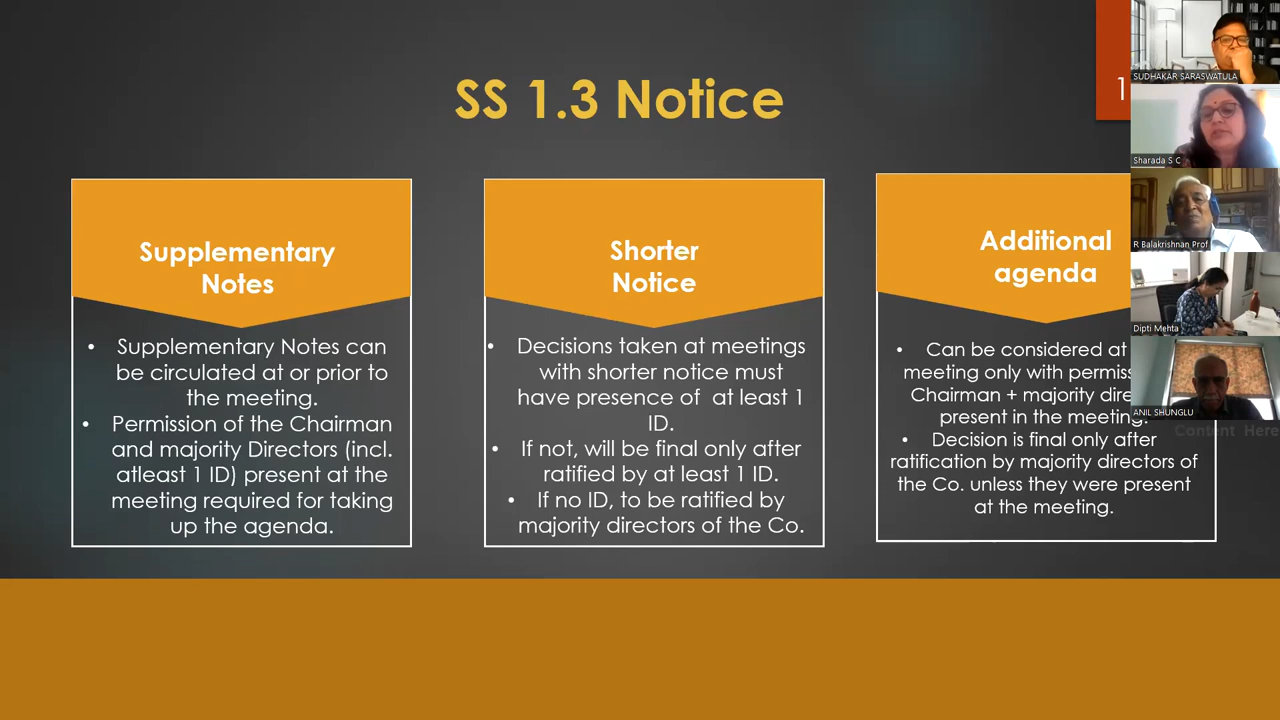 SS 1.3 Notice
1
Supplementary
Notes
• Supplementary Notes can
be circulated at or prior to
the meeting.
• Permission of the Chairman
and majority Directors (incl.
atleast 1 ID) present at the
meeting required for taking
up the agenda.
Shorter
Notice
• Decisions taken at meetings
with shorter notice must
have presence of at least 1
ID.
• If not, will be final only after
ratified by at least 1 ID.
• If no ID, to be ratified by
majority directors of the Co.
Additional
agenda
• Can be considered at
meeting only with
Chairman + majority
present in the meeting.
• Decision is final only after
ratification by majority directors of
the Co. unless they were present
at the meeting.
SUDHAKAR SARASWATULA
Sharada S C
R Balakrishnan Prof
Dipti Mehta
ANIL SHUNGLU
Content Here